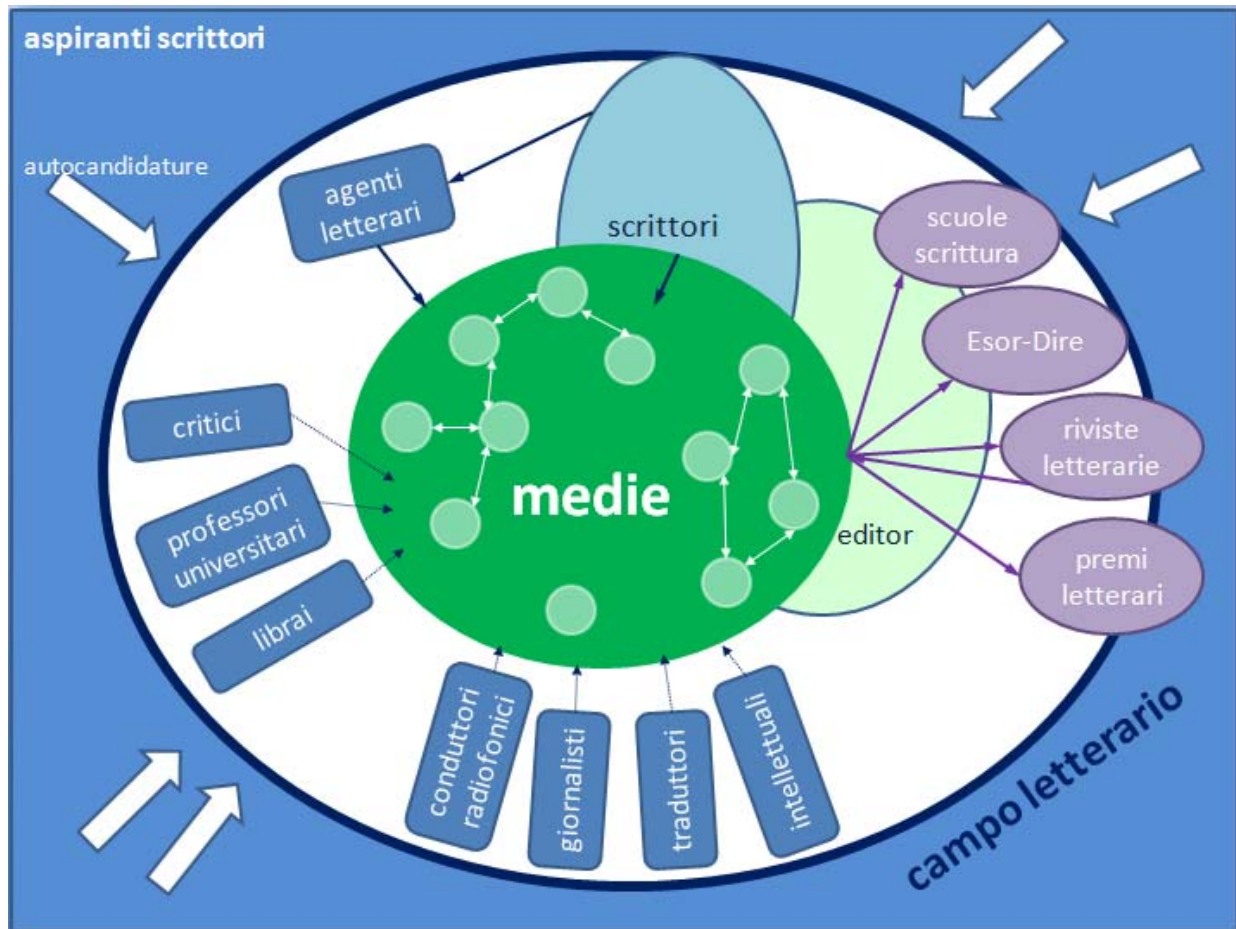 aspiranti scrittori
autocandidature
agenti
letterari
scrittori
scuole
scrittura
Esor-Dire
riviste
letterarie
premi
letterari
critici
professori
universitari
librai
medie
editor
conduttori
radiofonici
giornalisti
traduttori
intellettuali
campo letterario